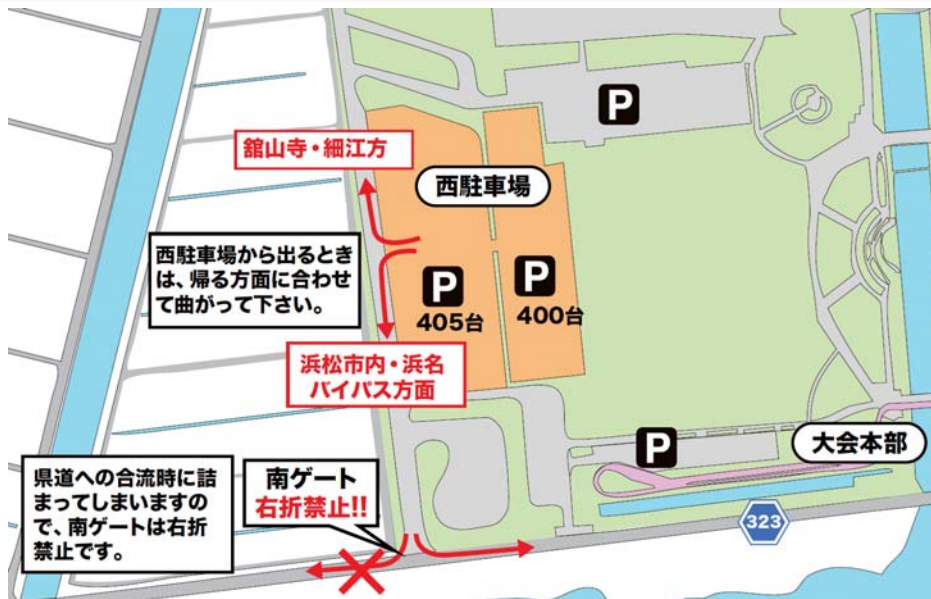 P
舘山寺・細江方
西駐車場
西駐車場から出るとき
は、帰る方面に合わせ
て曲がって下さい。
P
405台
P
400台
浜松市内・浜名
バイパス方面
P
大会本部
県道への合流時に詰
まってしまいますの
で、南ゲートは右折
禁止です。
南ゲート
右折禁止!!
323